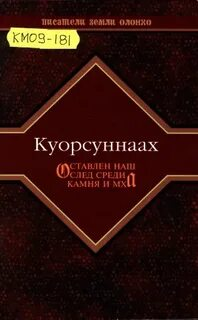 писатели земли олонхо
КМ09-181
Куорсуннаах
ОСТАВЛЕН НАШ
СЛЕД СРЕДИ
КАМНЯ И МХА